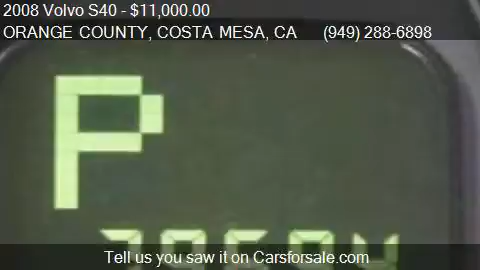 2008 Volvo S40 - $11,000.00
ORANGE COUNTY, COSTA MESA, CA (949) 288-6898
P
Tell us you saw it on Carsforsale.com